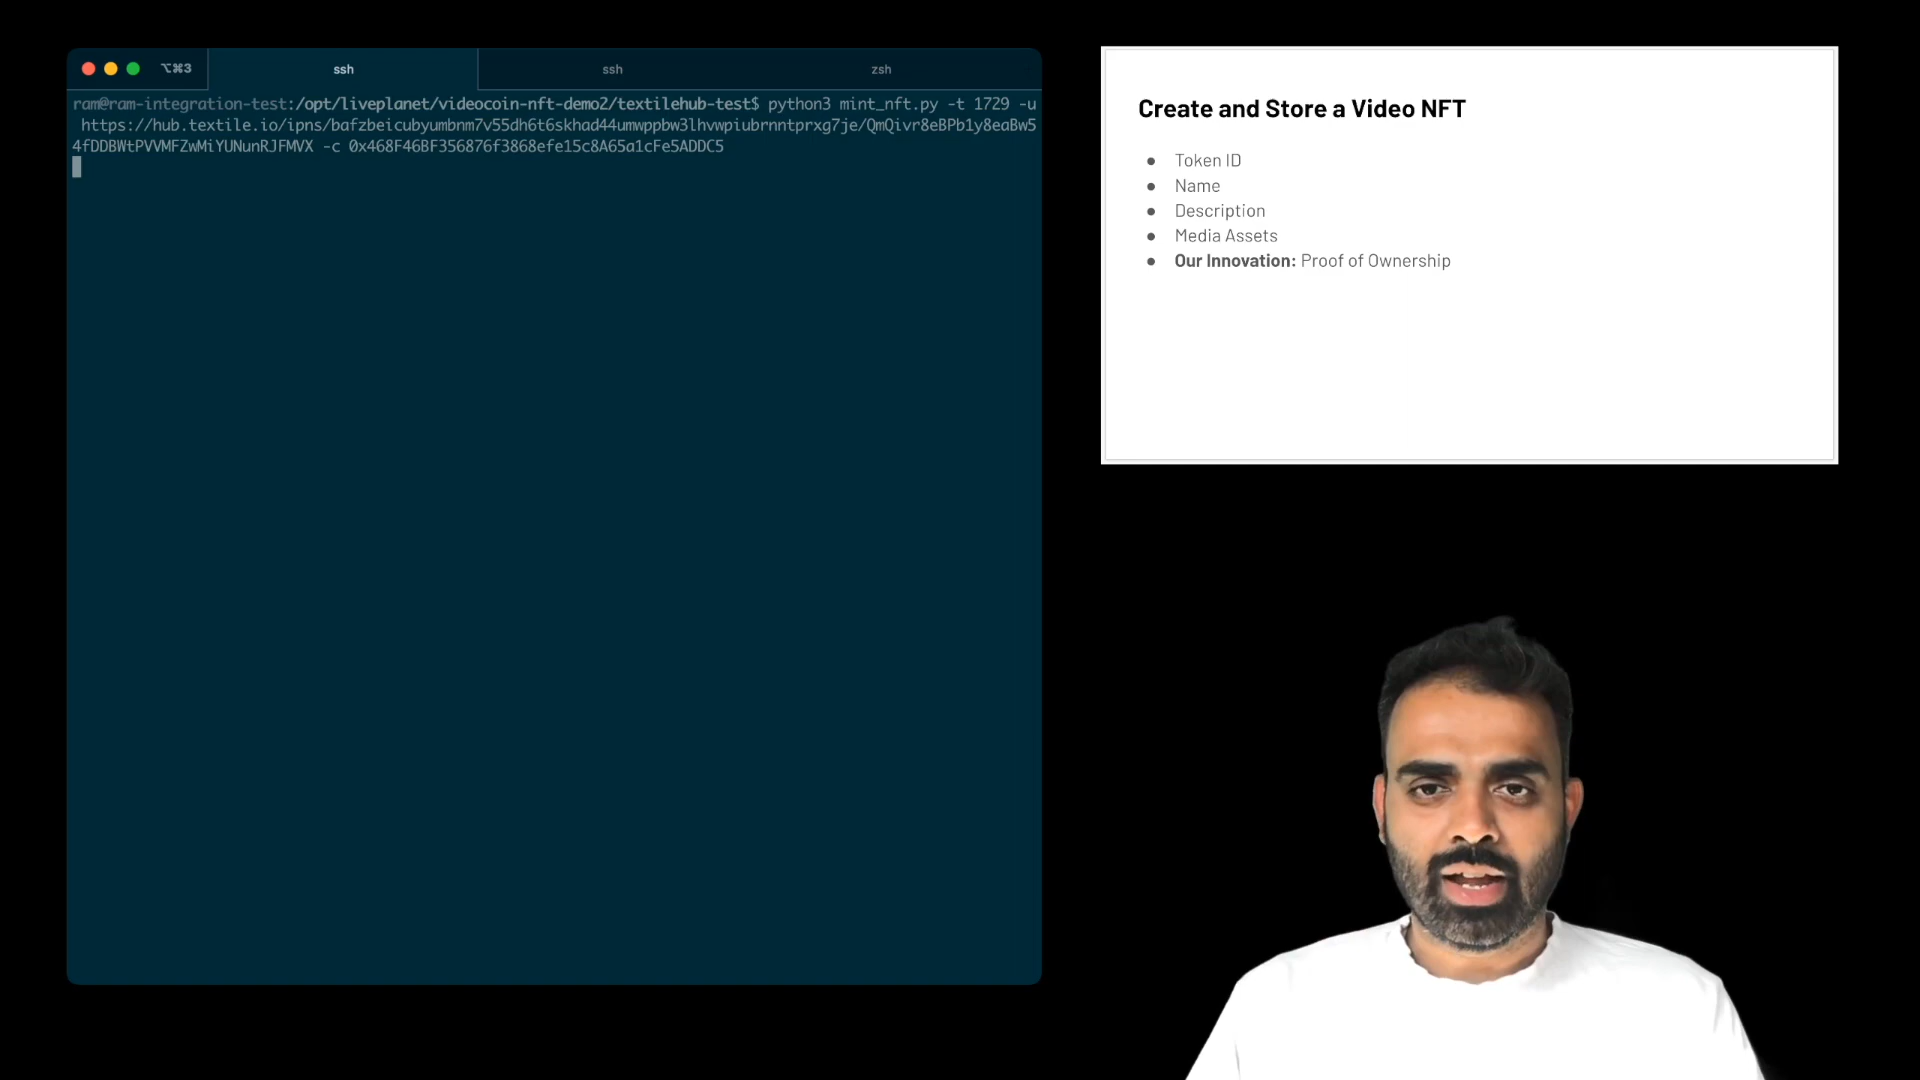 ⌥⌘3
ssh
ssh
zsh
ram@ram-integration-test:/opt/liveplanet/videocoin-nft-demo2/textilehub-test$ python3 mint_nft.py -t 1729 -u
https://hub.textile.io/ipns/bafzbeicubyumbnm7v55dh6t6skhad44umwppbw3lhvwpiubrnntprxg7je/QmQivr8eBPb1y8eaBw5
4fDDBWtPVVMFZwMiYUNunRJFMVX -c 0x468F46BF356876f3868efe15c8A65a1cFe5ADDC5
Create and Store a Video NFT
● Token ID
● Name
● Description
● Media Assets
● Our Innovation: Proof of Ownership